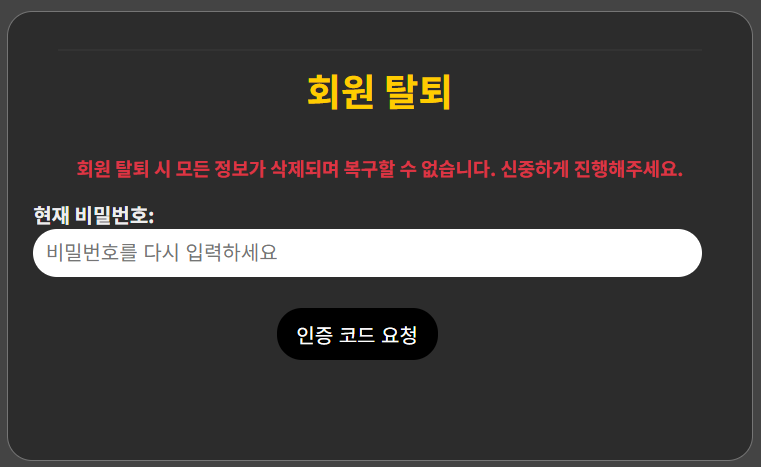 회원 탈퇴
회원 탈퇴 시 모든 정보가 삭제되며 복구할 수 없습니다. 신중하게 진행해주세요.
현재 비밀번호:
비밀번호를 다시 입력하세요
인증 코드 요청